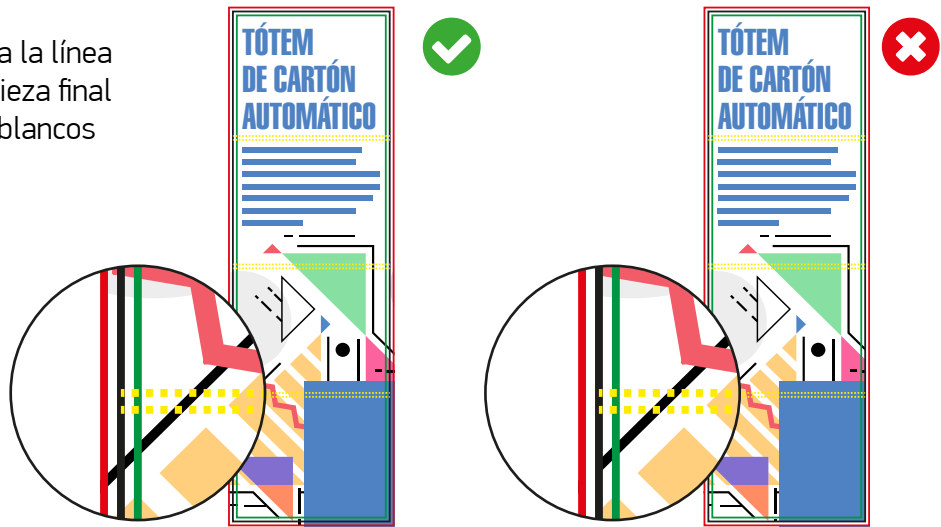 a la línea
ieza final
blancos
TÓTEM
DE CARTÓN
AUTOMÁTICO
TÓTEM
DE CARTÓN
AUTOMÁTICO